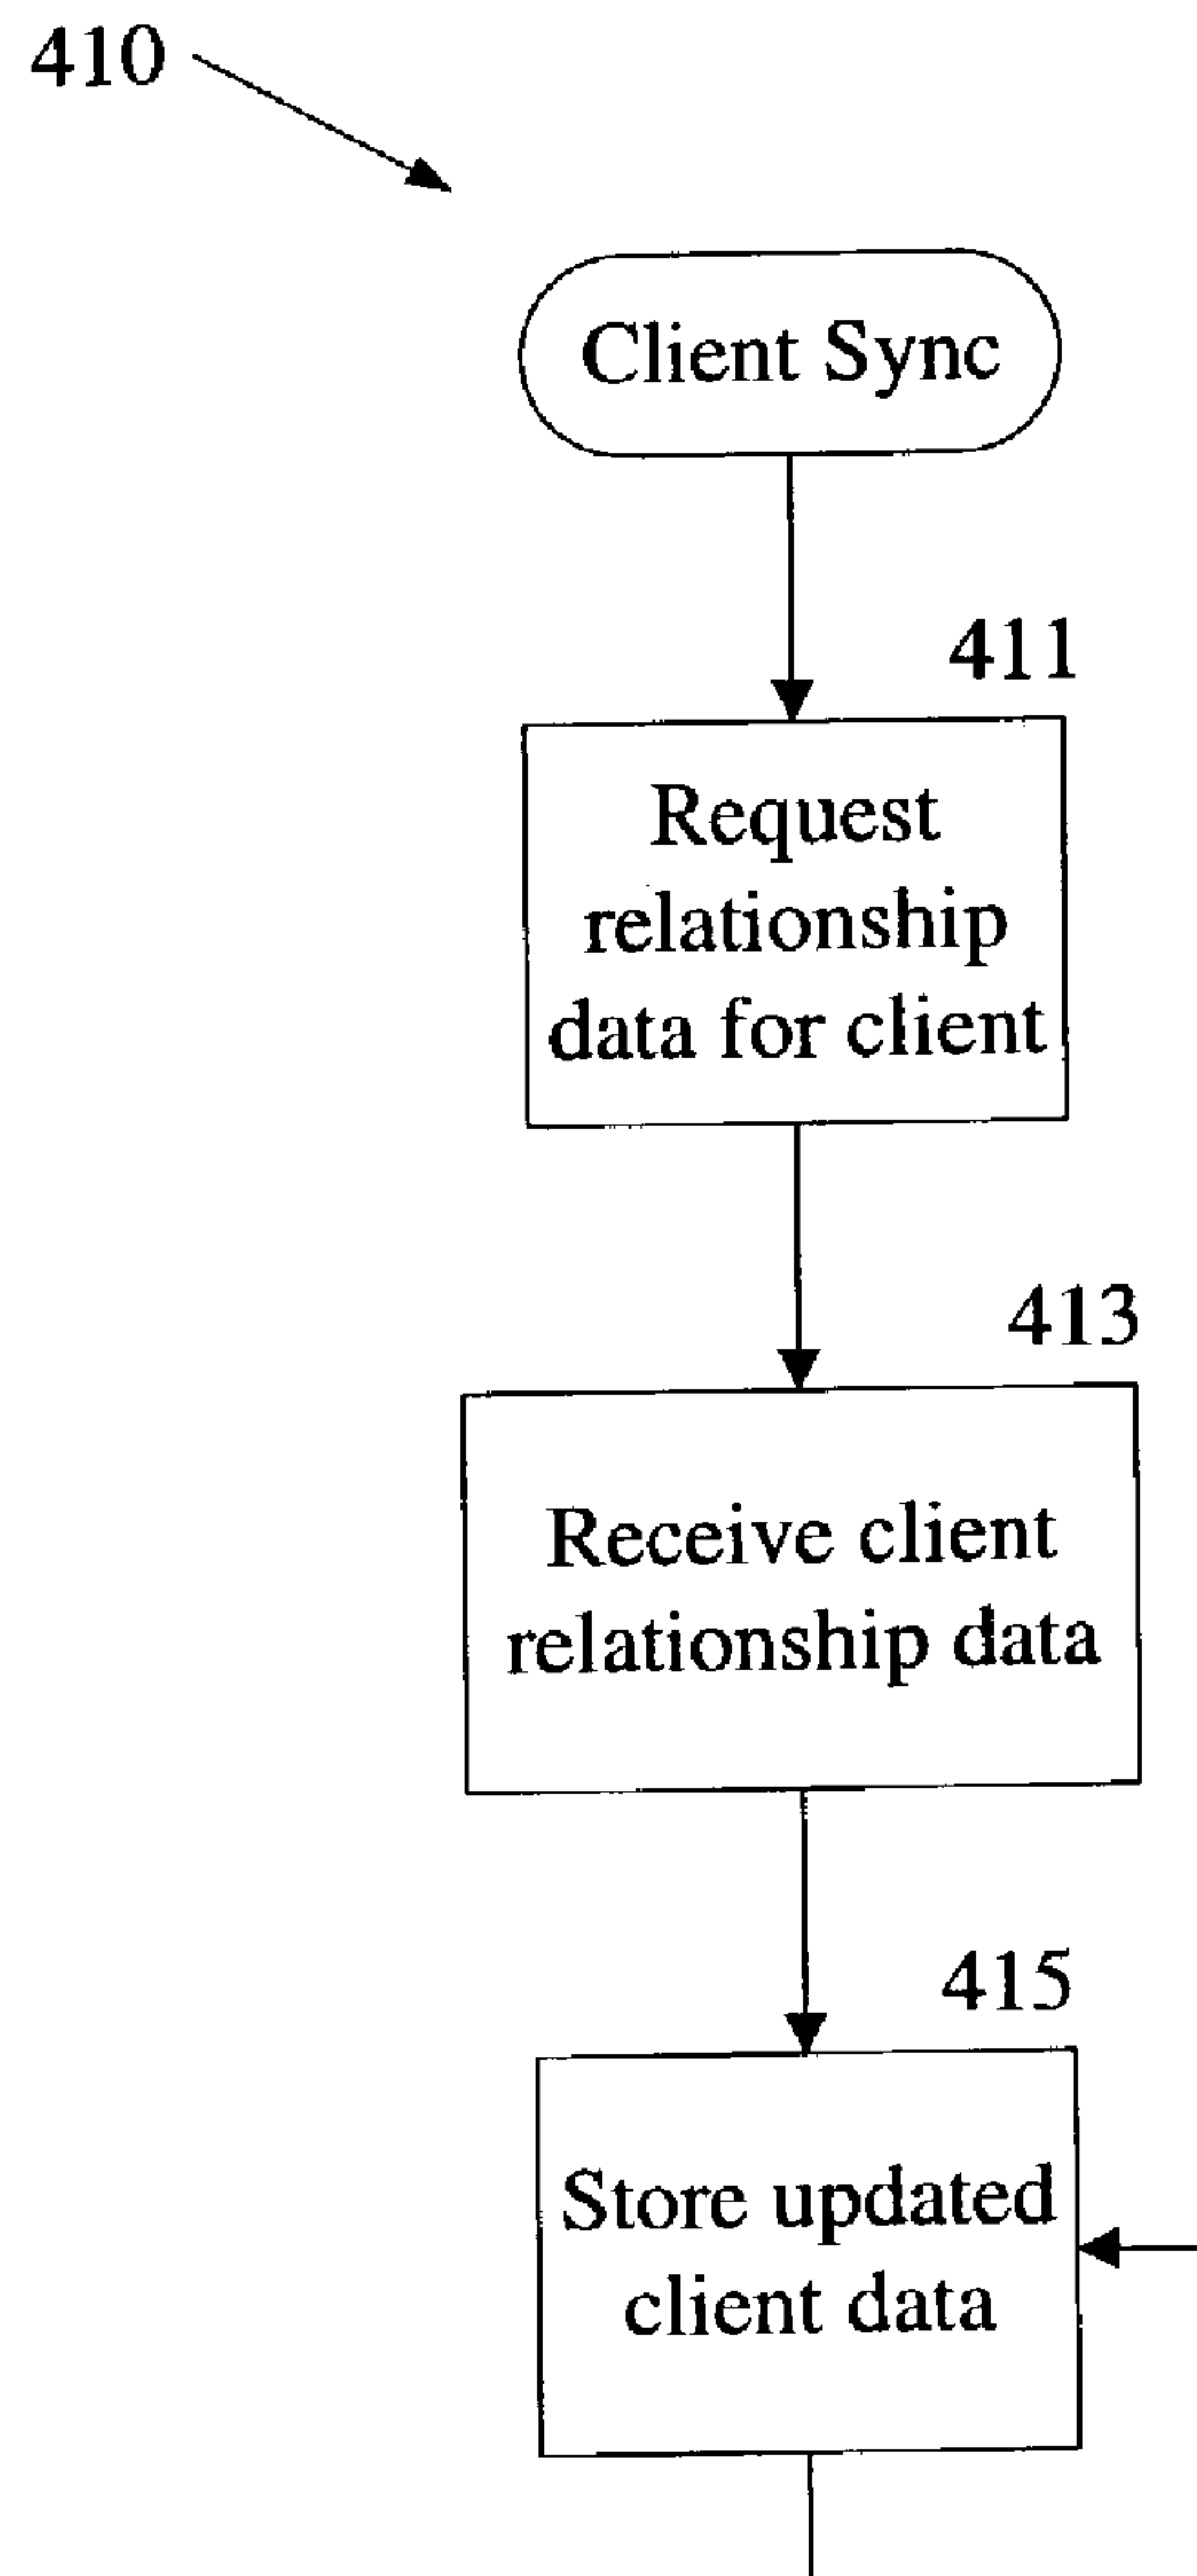 410
Client Sync
411
Request
relationship
data for client
413
Receive client
relationship data
415
Store updated
client data